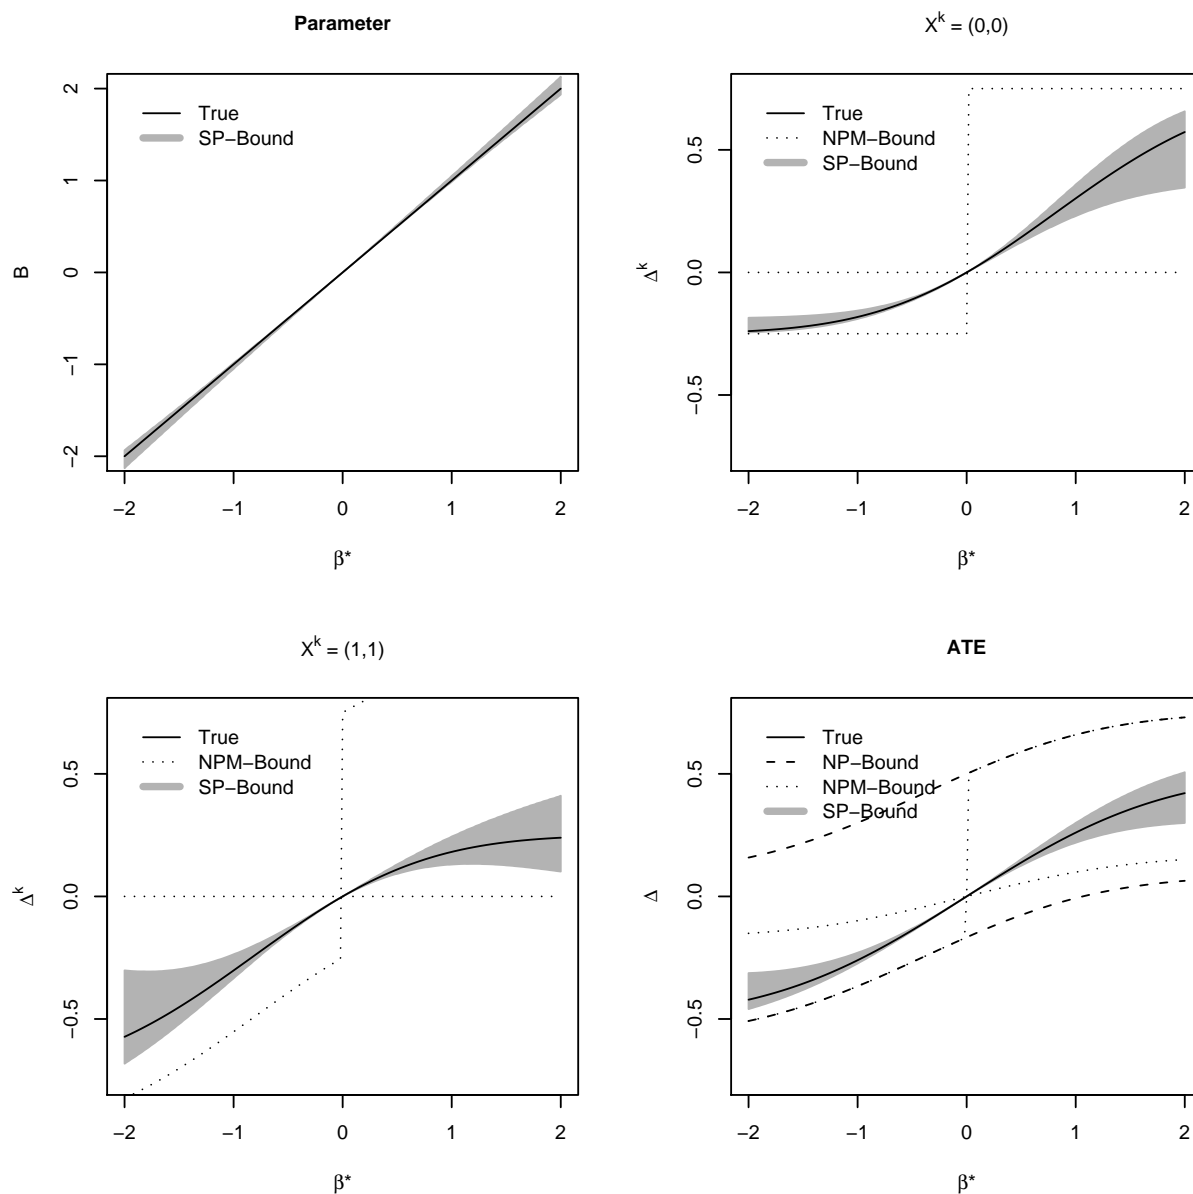 Parameter
True
SP−Bound
2
1
0
−1
−2
B
−2 −1 0 1 2
β*
X^k = (0,0)
True
NPM−Bound
SP−Bound
0.5
0.0
−0.5
Δ^k
−2 −1 0 1 2
β*
X^k = (1,1)
True
NPM−Bound
SP−Bound
0.5
0.0
−0.5
Δ^k
−2 −1 0 1 2
β*
ATE
True
NP−Bound
NPM−Bound
SP−Bound
0.5
0.0
−0.5
Δ
−2 −1 0 1 2
β*